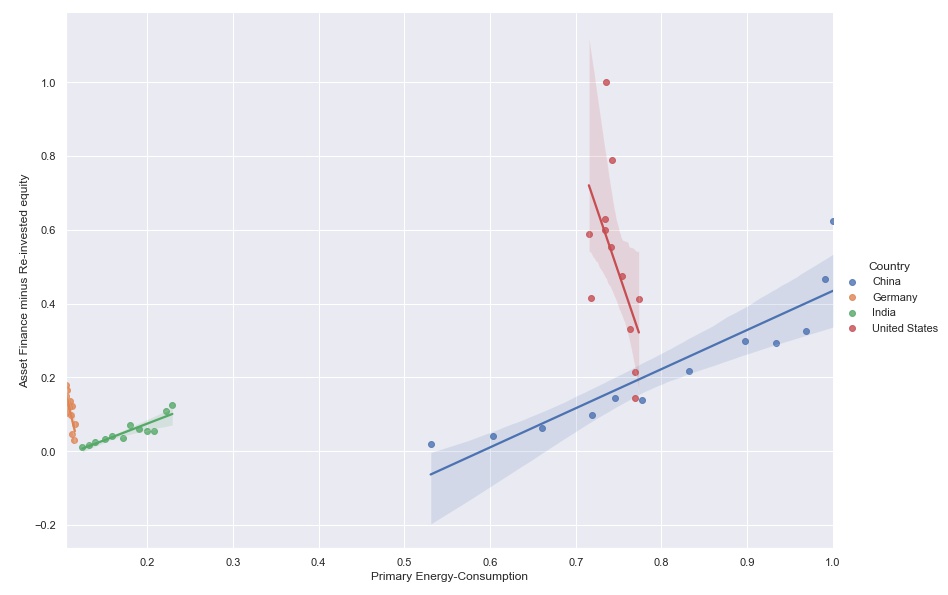 Asset Finance minus Re-invested equity
1.0
0.8
0.6
0.4
0.2
0.0
−0.2
0.2 0.3 0.4 0.5 0.6 0.7 0.8 0.9 1.0
Primary Energy-Consumption
Country
China
Germany
India
United States